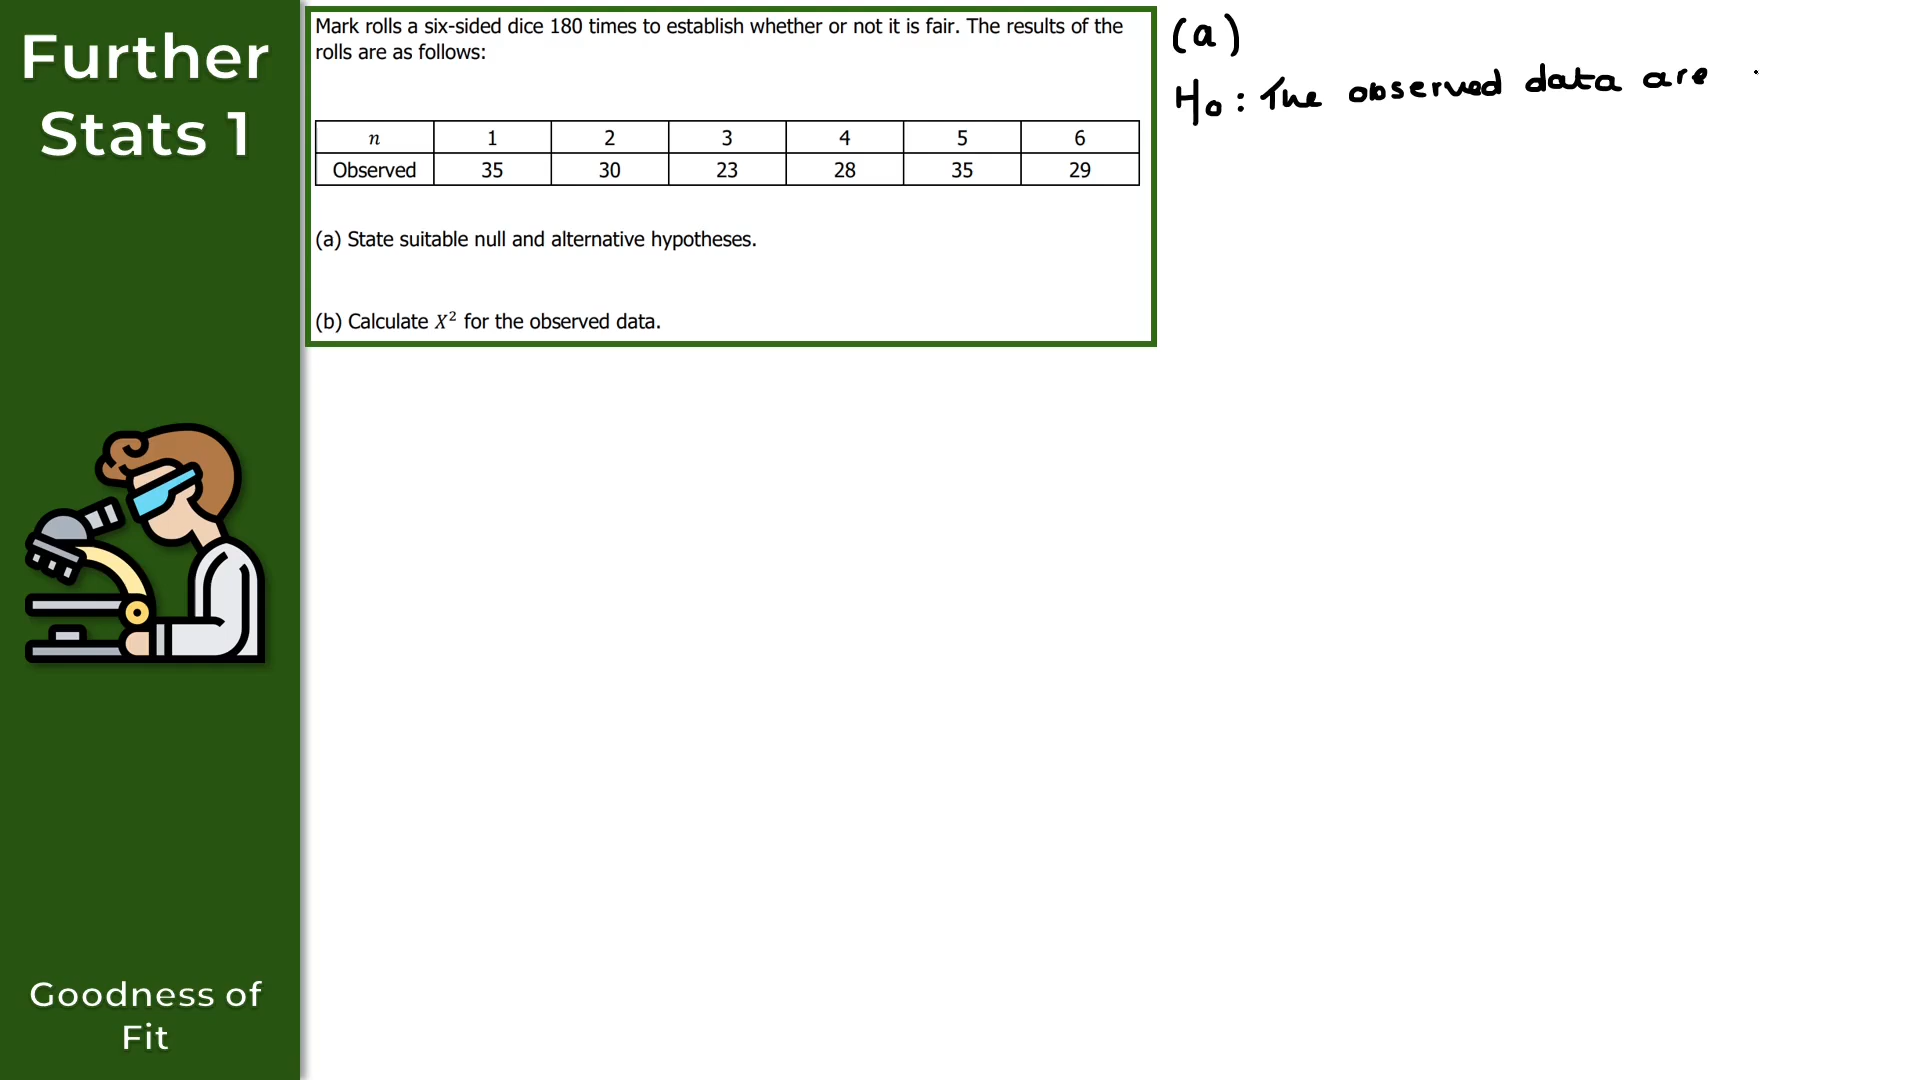 Further
Stats 1
Mark rolls a six-sided dice 180 times to establish whether or not it is fair. The results of the
rolls are as follows:
n 1 2 3 4 5 6
Observed 35 30 23 28 35 29
(a) State suitable null and alternative hypotheses.
(b) Calculate X² for the observed data.
(a)
H₀ : The observed data are
Goodness of
Fit